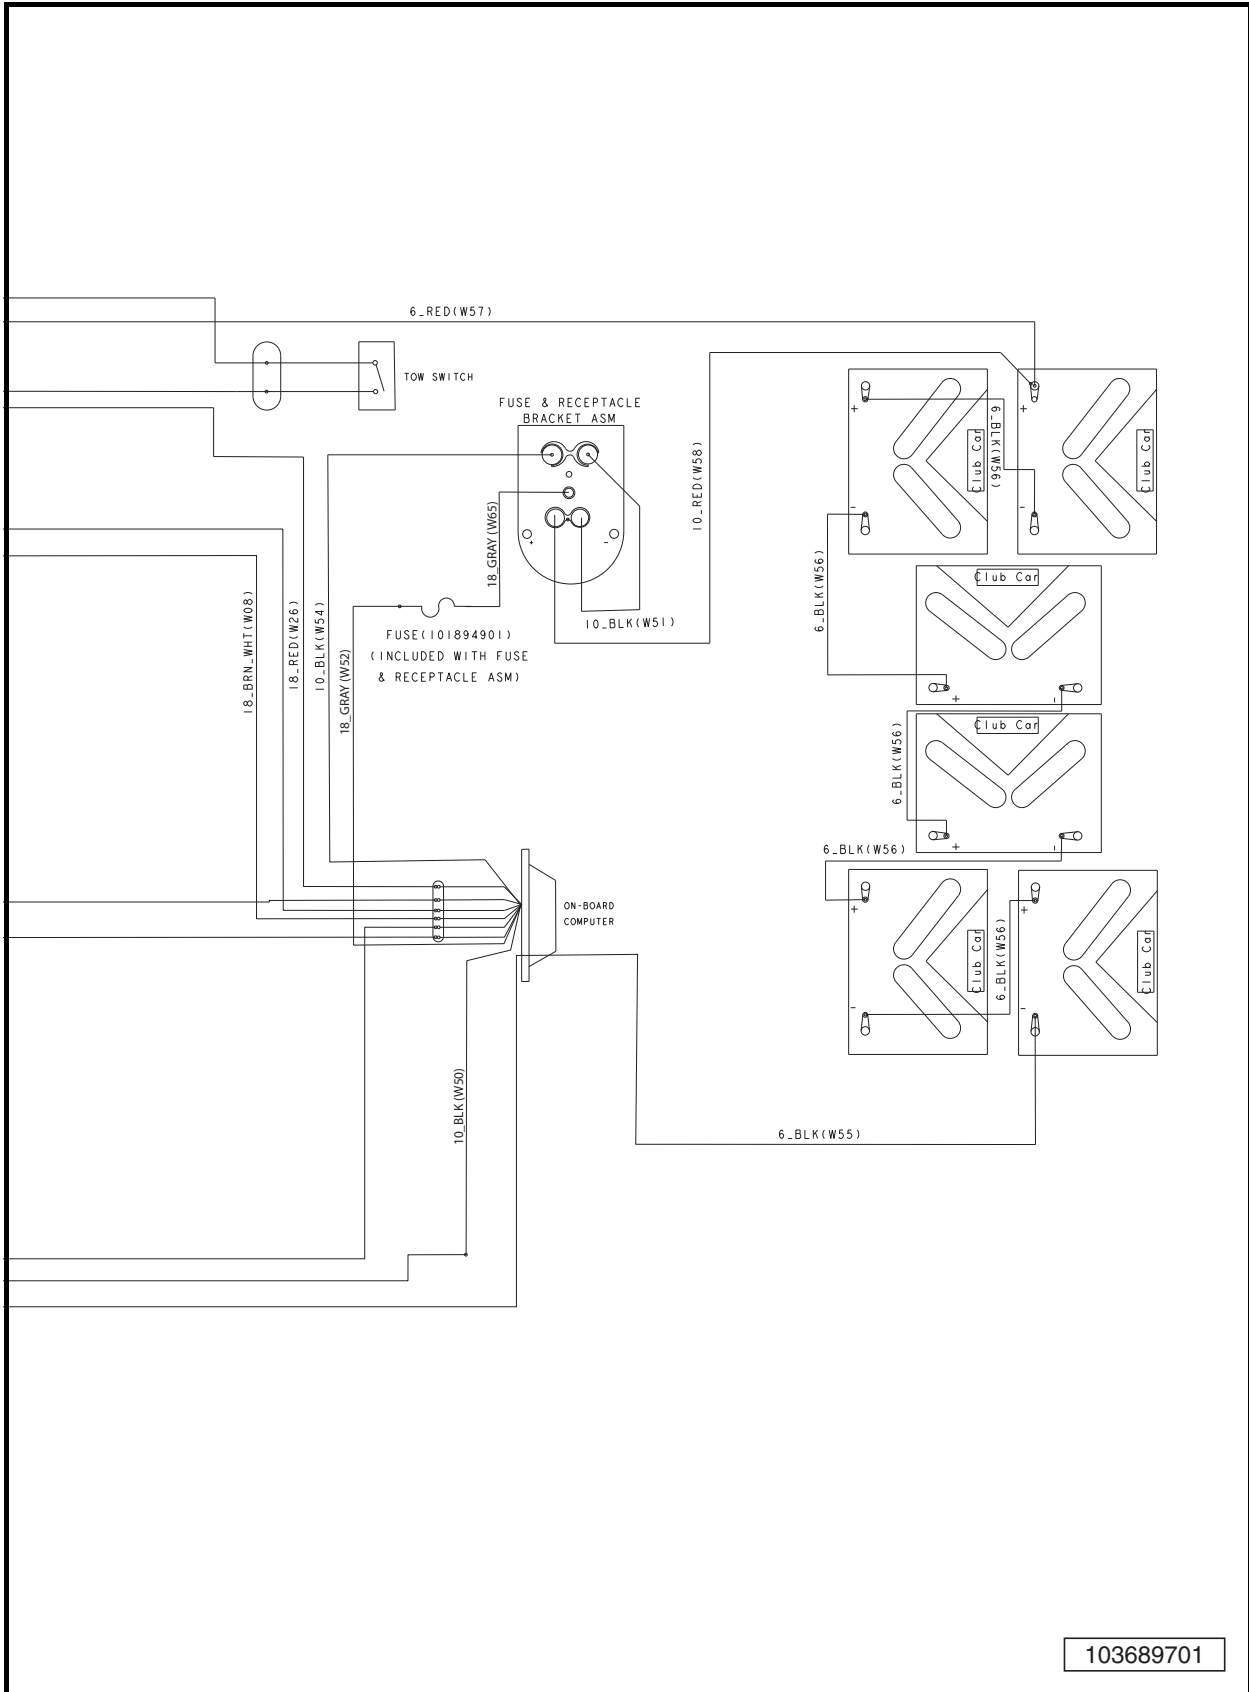 6_RED(W57)
TOW SWITCH
FUSE & RECEPTACLE
BRACKET ASM
+
-
10_RED(W58)
18_GRAY (W65)
10_BLK(W51)
FUSE(101894901)
(INCLUDED WITH FUSE
& RECEPTACLE ASM)
18_BRN_WHT(W08)
18_RED(W26)
10_BLK(W54)
18_GRAY (W52)
+
-
Club Car
6_BLK(W56)
+
-
Club Car
6_BLK(W56)
Club Car
+
-
6_BLK(W56)
Club Car
+
-
6_BLK(W56)
+
-
Club Car
6_BLK(W56)
+
-
Club Car
ON-BOARD
COMPUTER
10_BLK (W50)
6_BLK(W55)
103689701